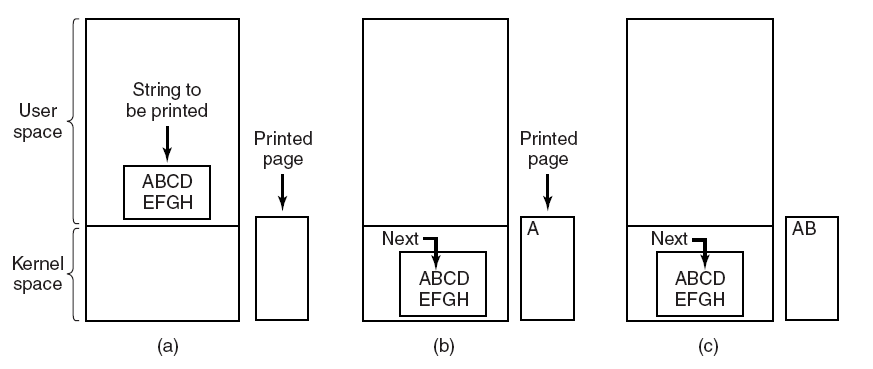 User
space
Kernel
space
String to
be printed
ABCD
EFGH
Printed
page
(a)
Next
ABCD
EFGH
Printed
page
A
(b)
Next
ABCD
EFGH
AB
(c)